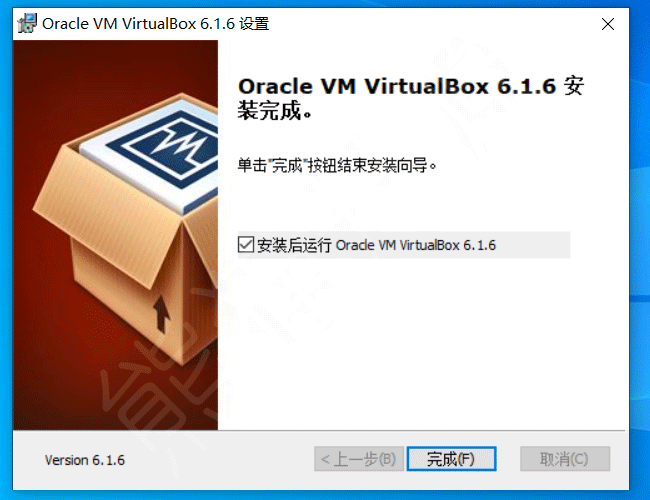 Oracle VM VirtualBox 6.1.6 设置
Oracle VM VirtualBox 6.1.6 安
装完成。
单击"完成"按钮结束安装向导。
安装后运行 Oracle VM VirtualBox 6.1.6
Version 6.1.6
< 上一步(B) 完成(F) 取消(C)